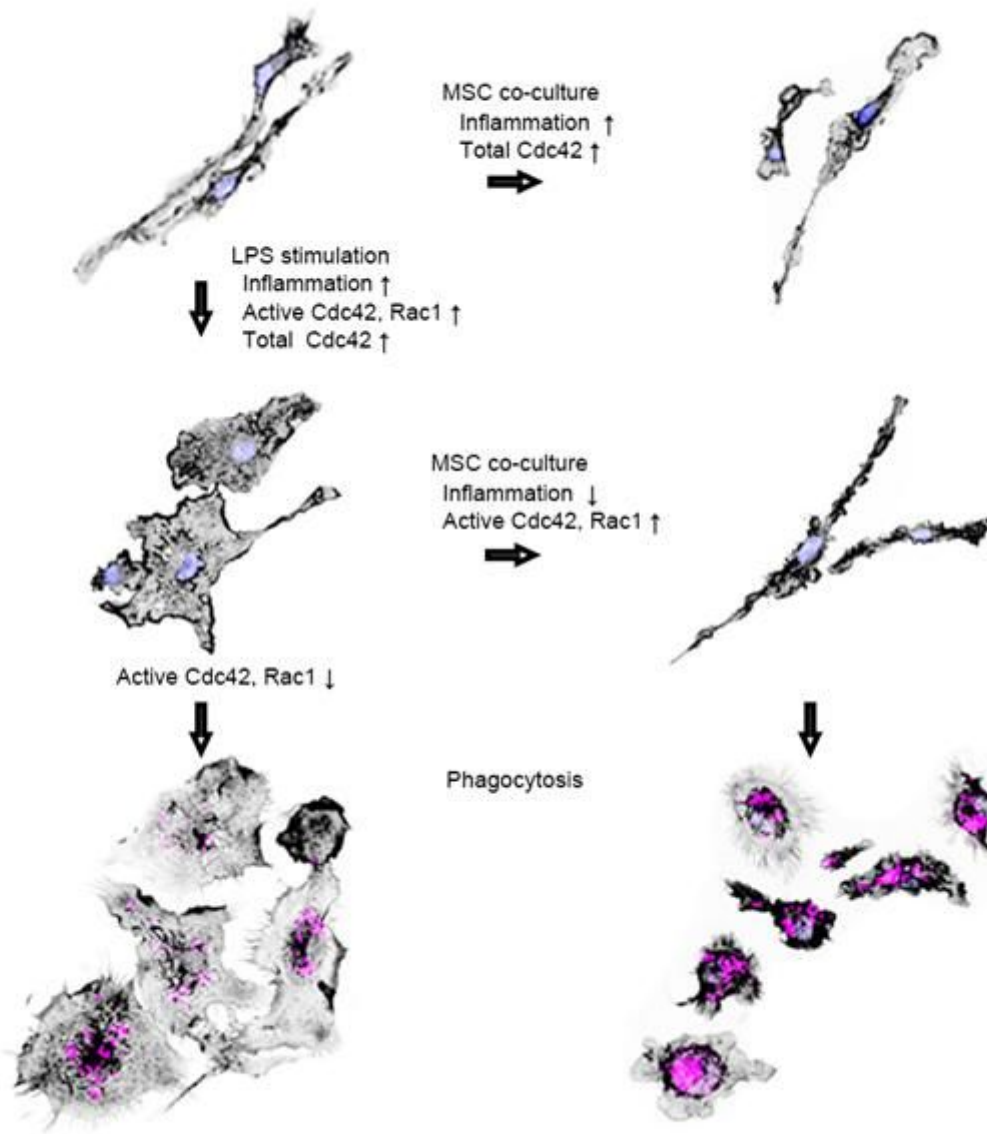 MSC co-culture
Inflammation ↑
Total Cdc42 ↑
LPS stimulation
Inflammation ↑
Active Cdc42, Rac1 ↑
Total Cdc42 ↑
MSC co-culture
Inflammation ↓
Active Cdc42, Rac1 ↑
Active Cdc42, Rac1 ↓
Phagocytosis